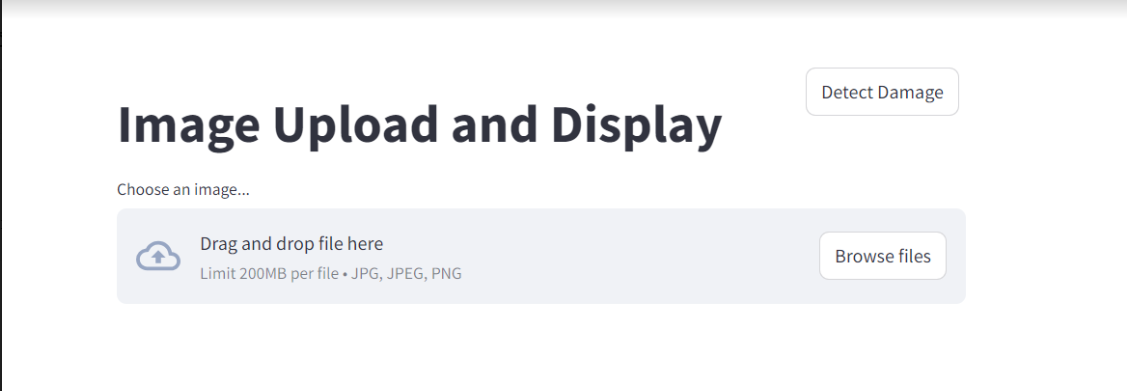 Detect Damage
Image Upload and Display
Choose an image...
Drag and drop file here
Limit 200MB per file • JPG, JPEG, PNG
Browse files